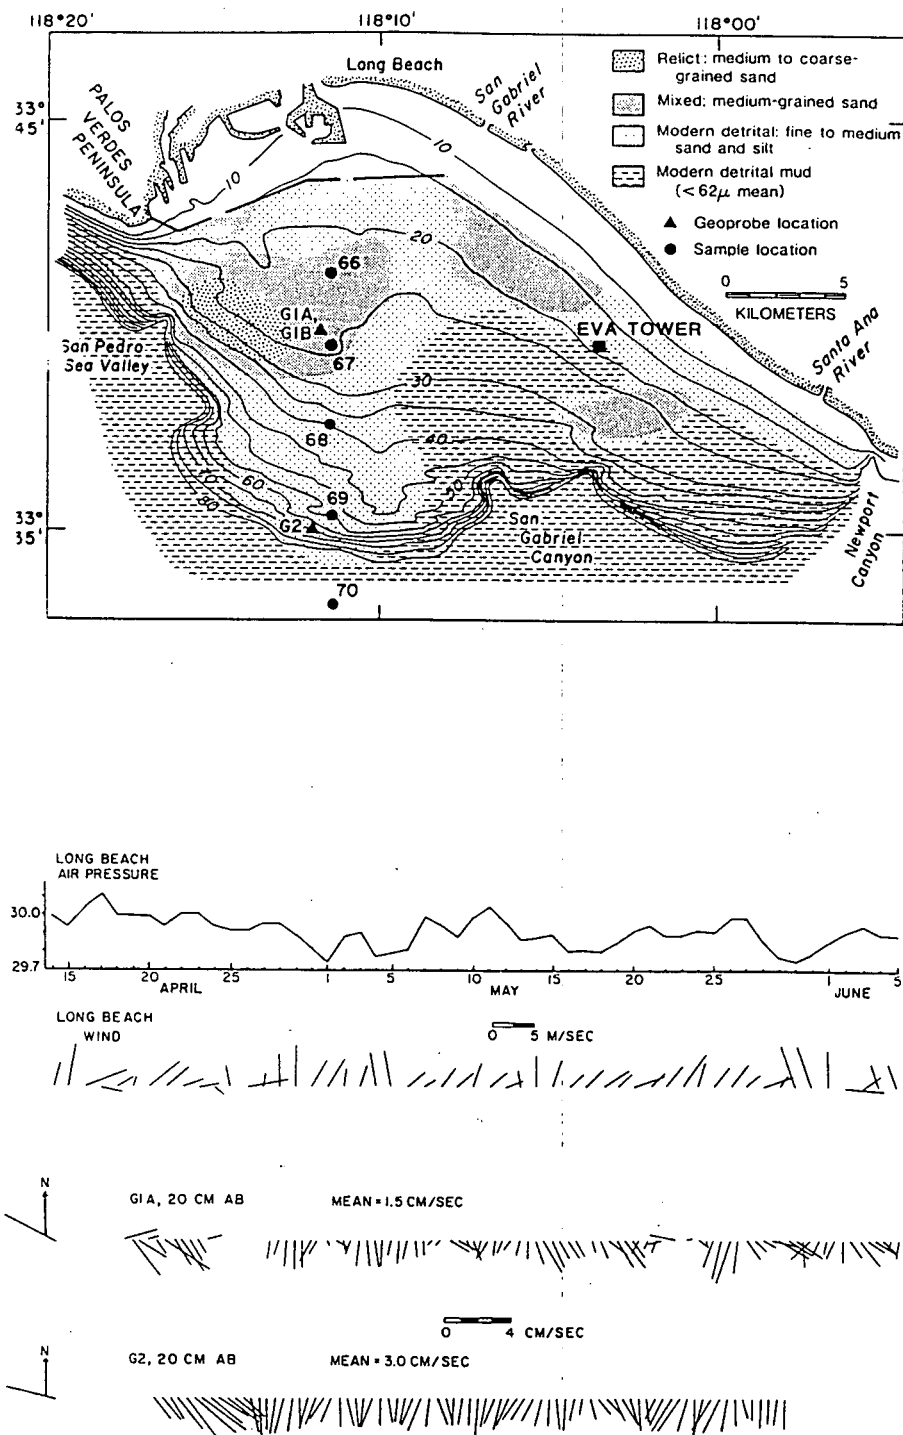 118°20'
118°10'
118°00'
Long Beach
San
Gabriel
River
Relict: medium to coarse-
grained sand
Mixed: medium-grained sand
Modern detrital: fine to medium
sand and silt
Modern detrital mud
(<62μ mean)
Geoprobe location
Sample location
0 5
KILOMETERS
33°
45'
PALOS
VERDES
PENINSULA
10
10
20
66
G1A,
G1B
67
EVA TOWER
Santa Ana
River
San Pedro
Sea Valley
30
68
40
60
70
80
50
69
G2
San
Gabriel
Canyon
Newport
Canyon
33°
35'
70
LONG BEACH
AIR PRESSURE
30.0
29.7
15 20 25 1 5 10 15 20 25 1 5
APRIL MAY JUNE
LONG BEACH
WIND
0 5 M/SEC
N
G1A, 20 CM AB MEAN = 1.5 CM/SEC
0 4 CM/SEC
N
G2, 20 CM AB MEAN = 3.0 CM/SEC